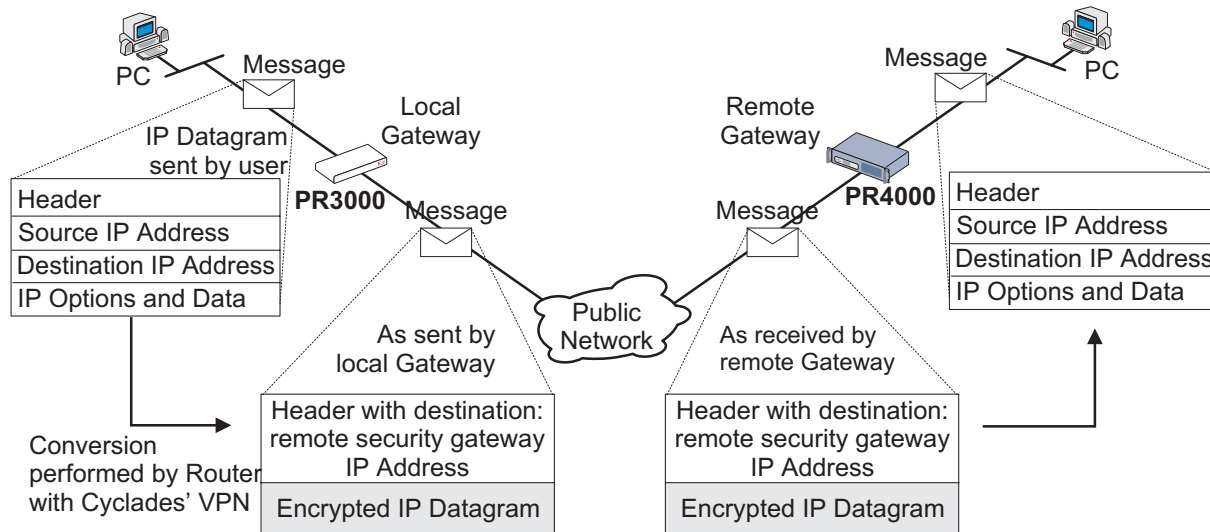 PC
Message
IP Datagram
sent by user
Local
Gateway
PR3000
Header
Source IP Address
Destination IP Address
IP Options and Data
Message
As sent by
local Gateway
Conversion
performed by Router
with Cyclades’ VPN
Header with destination:
remote security gateway
IP Address
Encrypted IP Datagram
Public
Network
Message
As received by
remote Gateway
Header with destination:
remote security gateway
IP Address
Encrypted IP Datagram
Remote
Gateway
PR4000
Message
PC
Header
Source IP Address
Destination IP Address
IP Options and Data